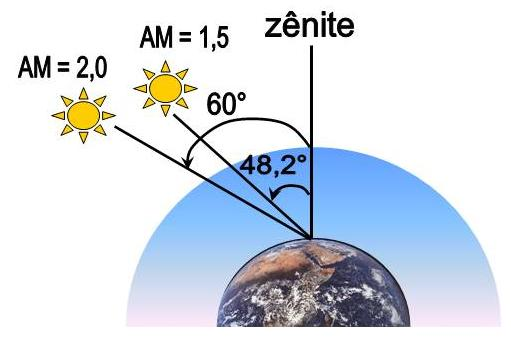 zênite
AM = 1,5
AM = 2,0
60°
48,2°